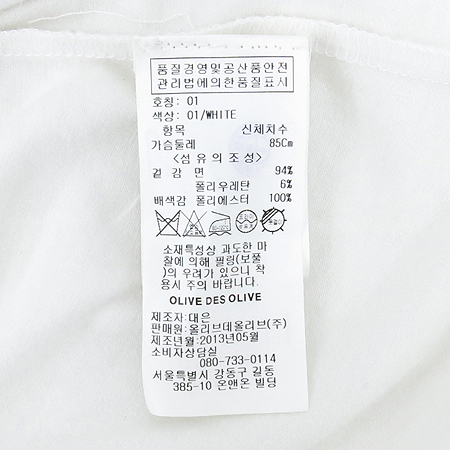 품질경영및공산품안전
관리법에의한품질표시
호칭: 01
색상: 01/WHITE
항목 신체치수
가슴둘레 85Cm
<섬유의조성>
겉감 면 94%
폴리우레탄 6%
배색감 폴리에스터 100%
소재특성상 과도한 마
찰에 의해 필링(보풀
)의 우려가 있으니 착
용시 주의 바랍니다.
OLIVE DES OLIVE
제조자:대은
판매원:올리브데올리브(주)
제조년월:2013년05월
소비자상담실
080-733-0114
서울특별시 강동구 길동
385-10 온앤온 빌딩